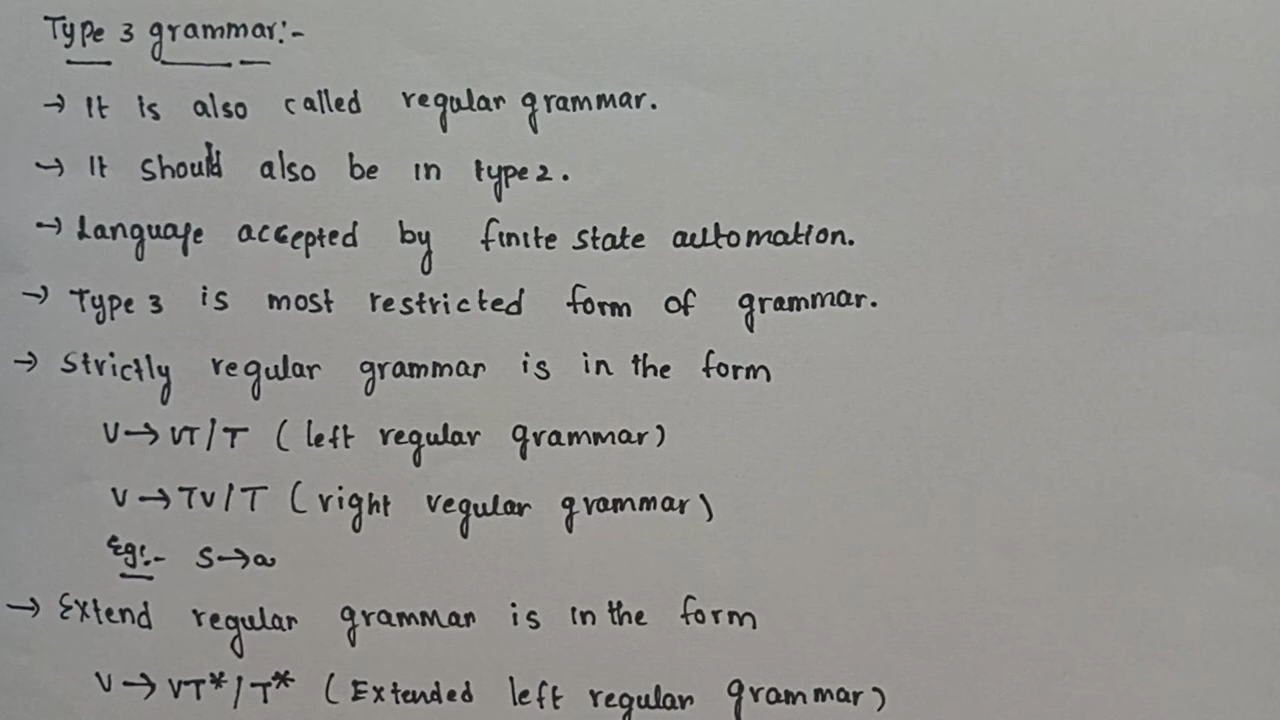 Type 3 grammar:-
→ It is also called regular grammar.
→ It should also be in type 2.
→ Language accepted by finite state automation.
→ Type 3 is most restricted form of grammar.
→ Strictly regular grammar is in the form
V → VT/T (left regular grammar)
V → TV/T (right regular grammar)
Eg:- S → a
→ Extend regular grammar is in the form
V → VT*/T* (Extended left regular grammar)